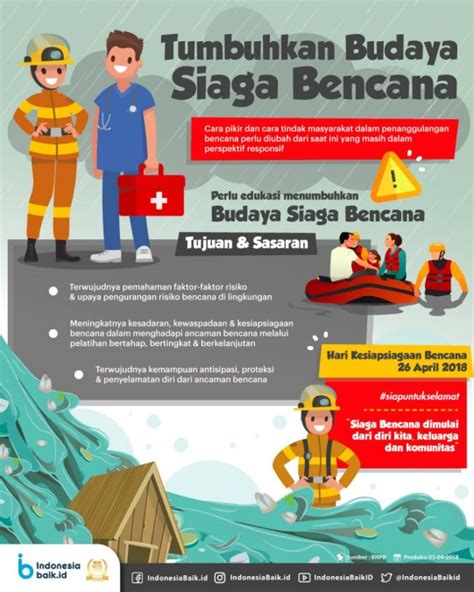 Tumbuhkan Budaya
Siaga Bencana
Cara pikir dan cara tindak masyarakat dalam penanggulangan
bencana perlu diubah dari saat ini yang masih dalam
perspektif responsif
Perlu edukasi menumbuhkan
Budaya Siaga Bencana
Tujuan & Sasaran
Terwujudnya pemahaman faktor-faktor risiko
& upaya pengurangan risiko bencana di lingkungan
Meningkatnya kesadaran, kewaspadaan & kesiapsiagaan
bencana dalam menghadapi ancaman bencana melalui
pelatihan bertahap, bertingkat & berkelanjutan
Terwujudnya kemampuan antisipasi, proteksi
& penyelamatan diri dari ancaman bencana
Hari Kesiapsiagaan Bencana
26 April 2018
#siapuntukselamat
"Siaga Bencana dimulai
dari diri kita, keluarga
dan komunitas"
Sumber : BNPB
Produksi 03-04-2018
Indonesia
baik.id
IndonesiaBaik.id
IndonesiaBaik.id
IndonesiaBaikID
@IndonesiaBaikid